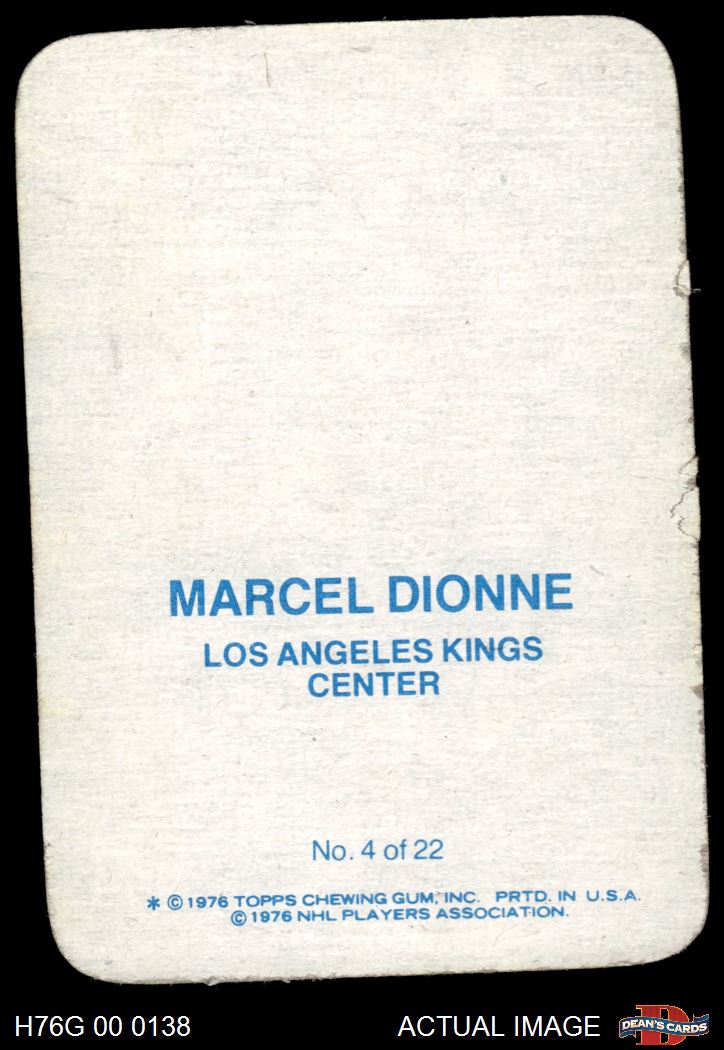 MARCEL DIONNE
LOS ANGELES KINGS
CENTER
No. 4 of 22
* © 1976 TOPPS CHEWING GUM, INC. PRTD. IN U.S.A.
© 1976 NHL PLAYERS ASSOCIATION.
H76G 00 0138 ACTUAL IMAGE D DEAN'S CARDS